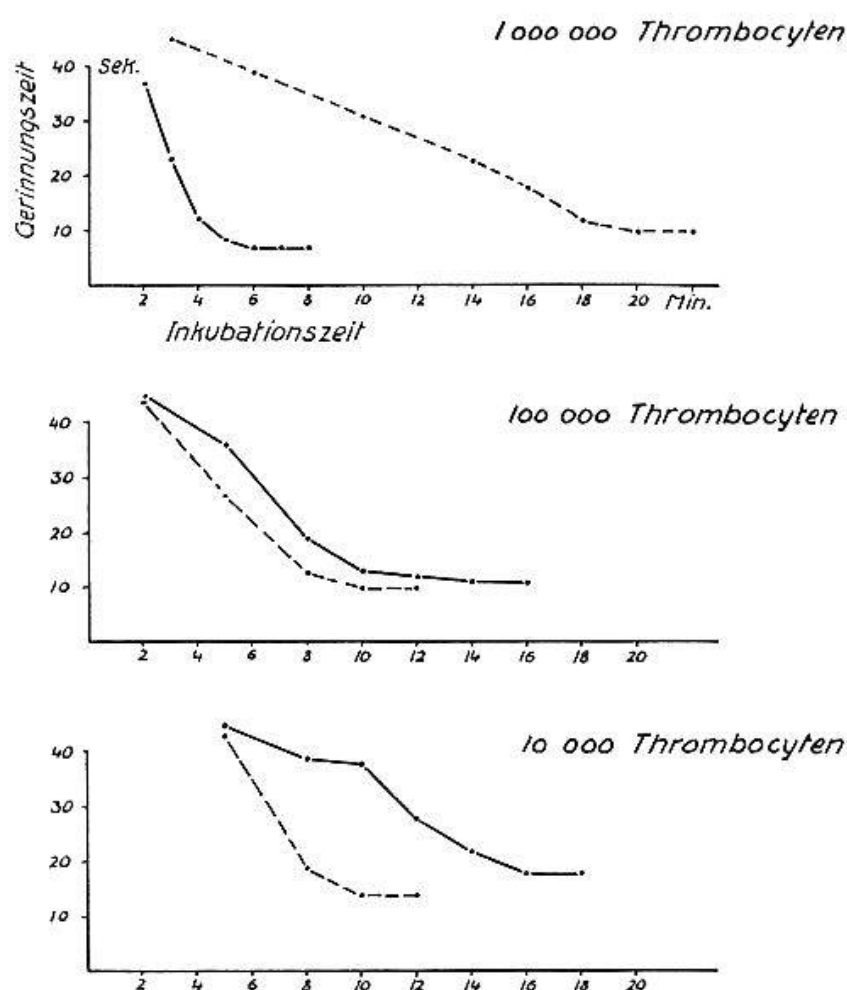 1 000 000 Thrombocyten
Gerinnungszeit
Sek.
40
30
20
10
2 4 6 8 10 12 14 16 18 20 Min.
Inkubationszeit
100 000 Thrombocyten
40
30
20
10
2 4 6 8 10 12 14 16 18 20
10 000 Thrombocyten
40
30
20
10
2 4 6 8 10 12 14 16 18 20